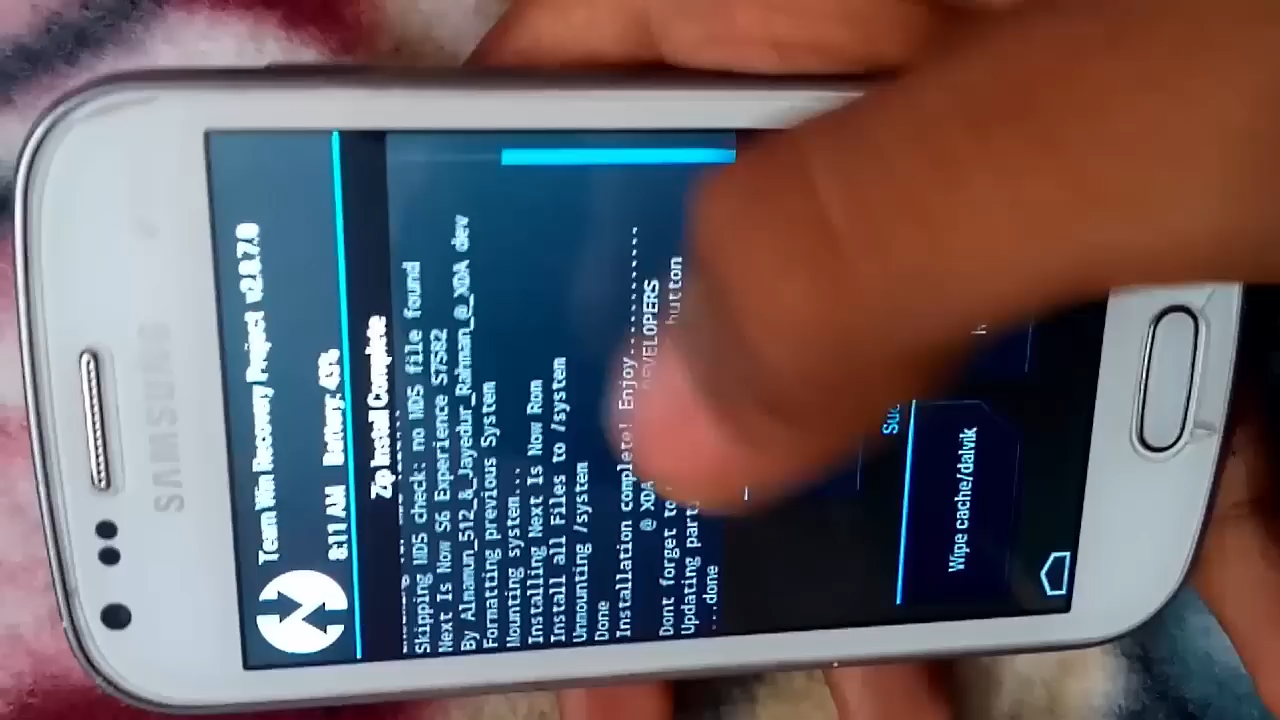 SAMSUNG
Team Win Recovery Project v2.8.7.0
8:11 AM Battery: 43%
Zip Install Complete
Skipping MD5 check: no MD5 file found
Next Is Now S6 Experience S7582
By Almamun_512_&_Jayedur_Rahman_@_XDA dev
Formatting previous System
Mounting system...
Installing Next Is Now Rom
Install all Files to /system
Unmounting /system
Done
Installation complete! Enjoy
@ XDA DEVELOPERS
Dont forget to button
Updating
...done
Wipe cache/dalvik